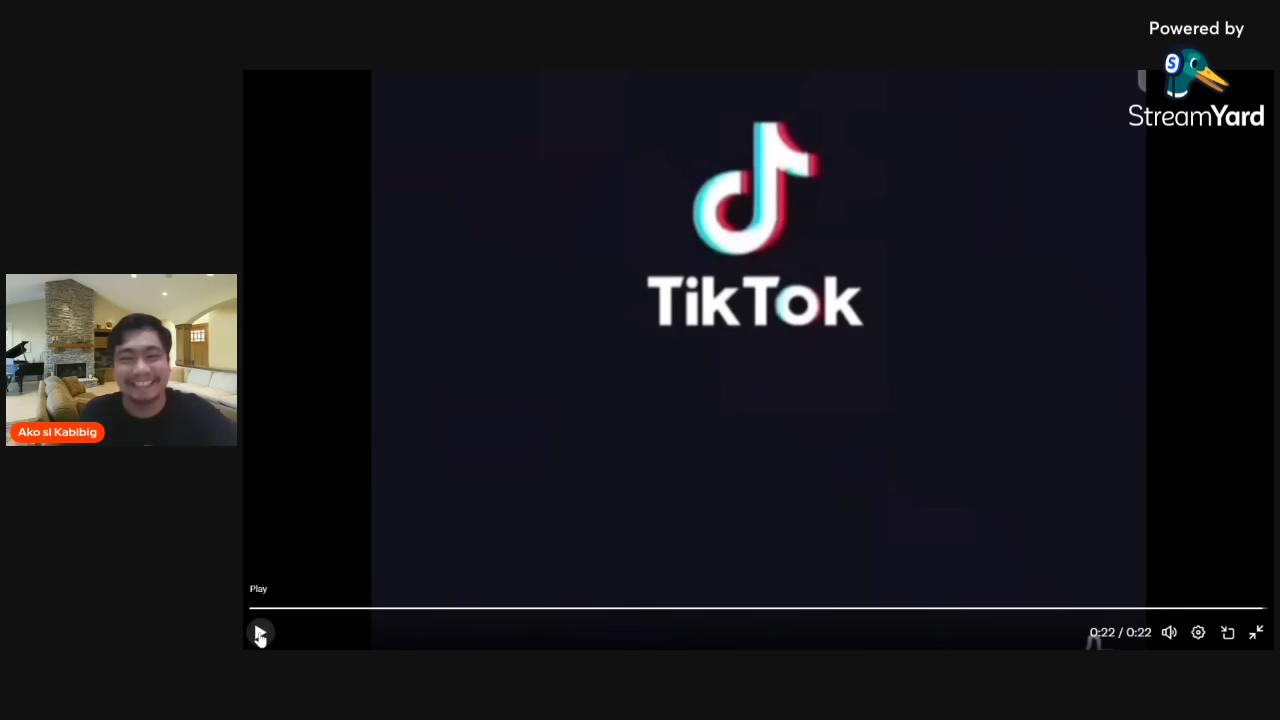 Powered by
S
StreamYard
TikTok
Ako si Kabibig
Play
0:22 / 0:22